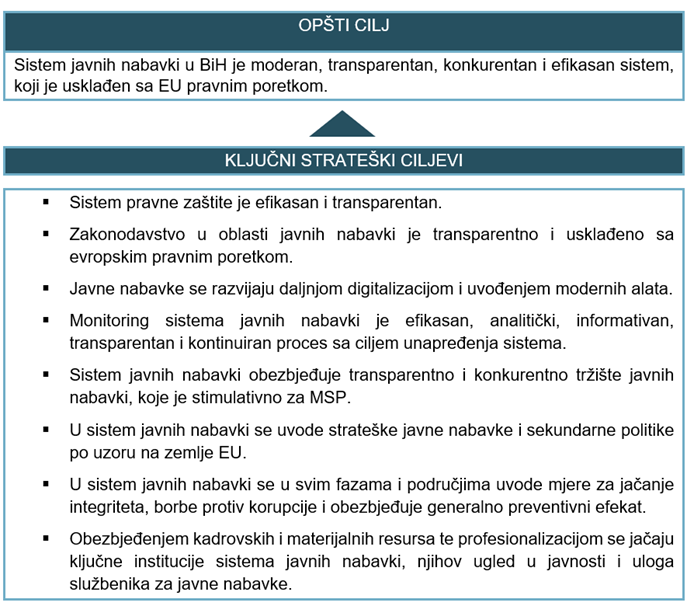 OPŠTI CILJ
Sistem javnih nabavki u BiH je moderan, transparentan, konkurentan i efikasan sistem,
koji je usklađen sa EU pravnim poretkom.
KLJUČNI STRATEŠKI CILJEVI
▪ Sistem pravne zaštite je efikasan i transparentan.
▪ Zakonodavstvo u oblasti javnih nabavki je transparentno i usklađeno sa
evropskim pravnim poretkom.
▪ Javne nabavke se razvijaju daljnjom digitalizacijom i uvođenjem modernih alata.
▪ Monitoring sistema javnih nabavki je efikasan, analitički, informativan,
transparentan i kontinuiran proces sa ciljem unapređenja sistema.
▪ Sistem javnih nabavki obezbjeđuje transparentno i konkurentno tržište javnih
nabavki, koje je stimulativno za MSP.
▪ U sistem javnih nabavki se uvode strateške javne nabavke i sekundarne politike
po uzoru na zemlje EU.
▪ U sistem javnih nabavki se u svim fazama i područjima uvode mjere za jačanje
integriteta, borbe protiv korupcije i obezbjeđuje generalno preventivni efekat.
▪ Obezbjeđenjem kadrovskih i materijalnih resursa te profesionalizacijom se jačaju
ključne institucije sistema javnih nabavki, njihov ugled u javnosti i uloga
službenika za javne nabavke.